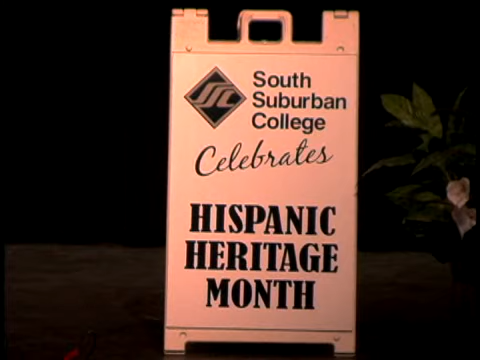 SSC
South
Suburban
College
Celebrates
HISPANIC
HERITAGE
MONTH